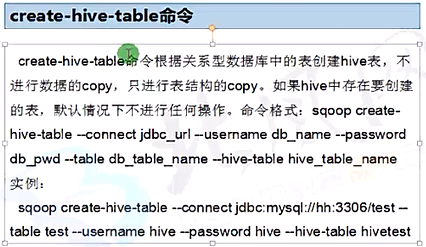 create-hive-table命令
create-hive-table命令根据关系型数据库中的表创建hive表，不
进行数据的copy，只进行表结构的copy。如果hive中存在要创建
的表，默认情况下不进行任何操作。命令格式：sqoop create-
hive-table --connect jdbc_url --username db_name --password
db_pwd --table db_table_name --hive-table hive_table_name
实例：
sqoop create-hive-table --connect jdbc:mysql://hh:3306/test --
table test --username hive --password hive --hive-table hivetest